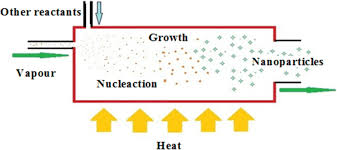 Other reactants
Growth
Nanoparticles
Vapour
Nucleaction
Heat